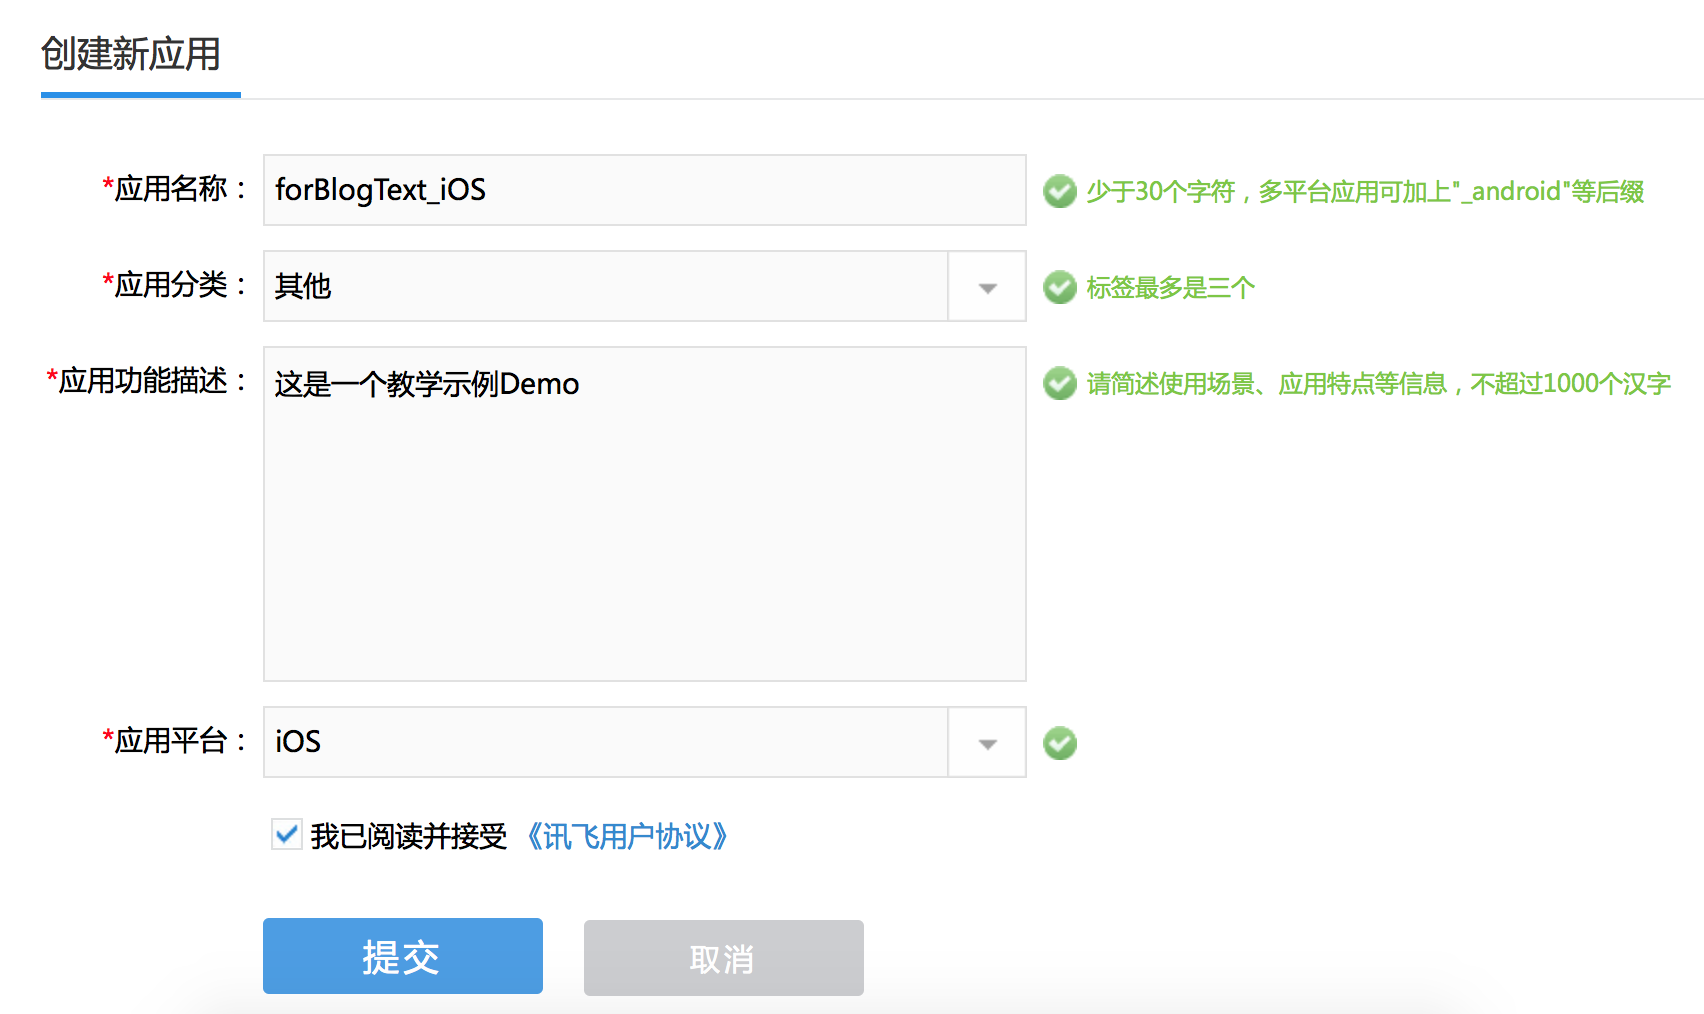 创建新应用
*应用名称： forBlogText_iOS 少于30个字符，多平台应用可加上"_android"等后缀
*应用分类： 其他 标签最多是三个
*应用功能描述： 这是一个教学示例Demo 请简述使用场景、应用特点等信息，不超过1000个汉字
*应用平台： iOS
我已阅读并接受 《讯飞用户协议》
提交 取消